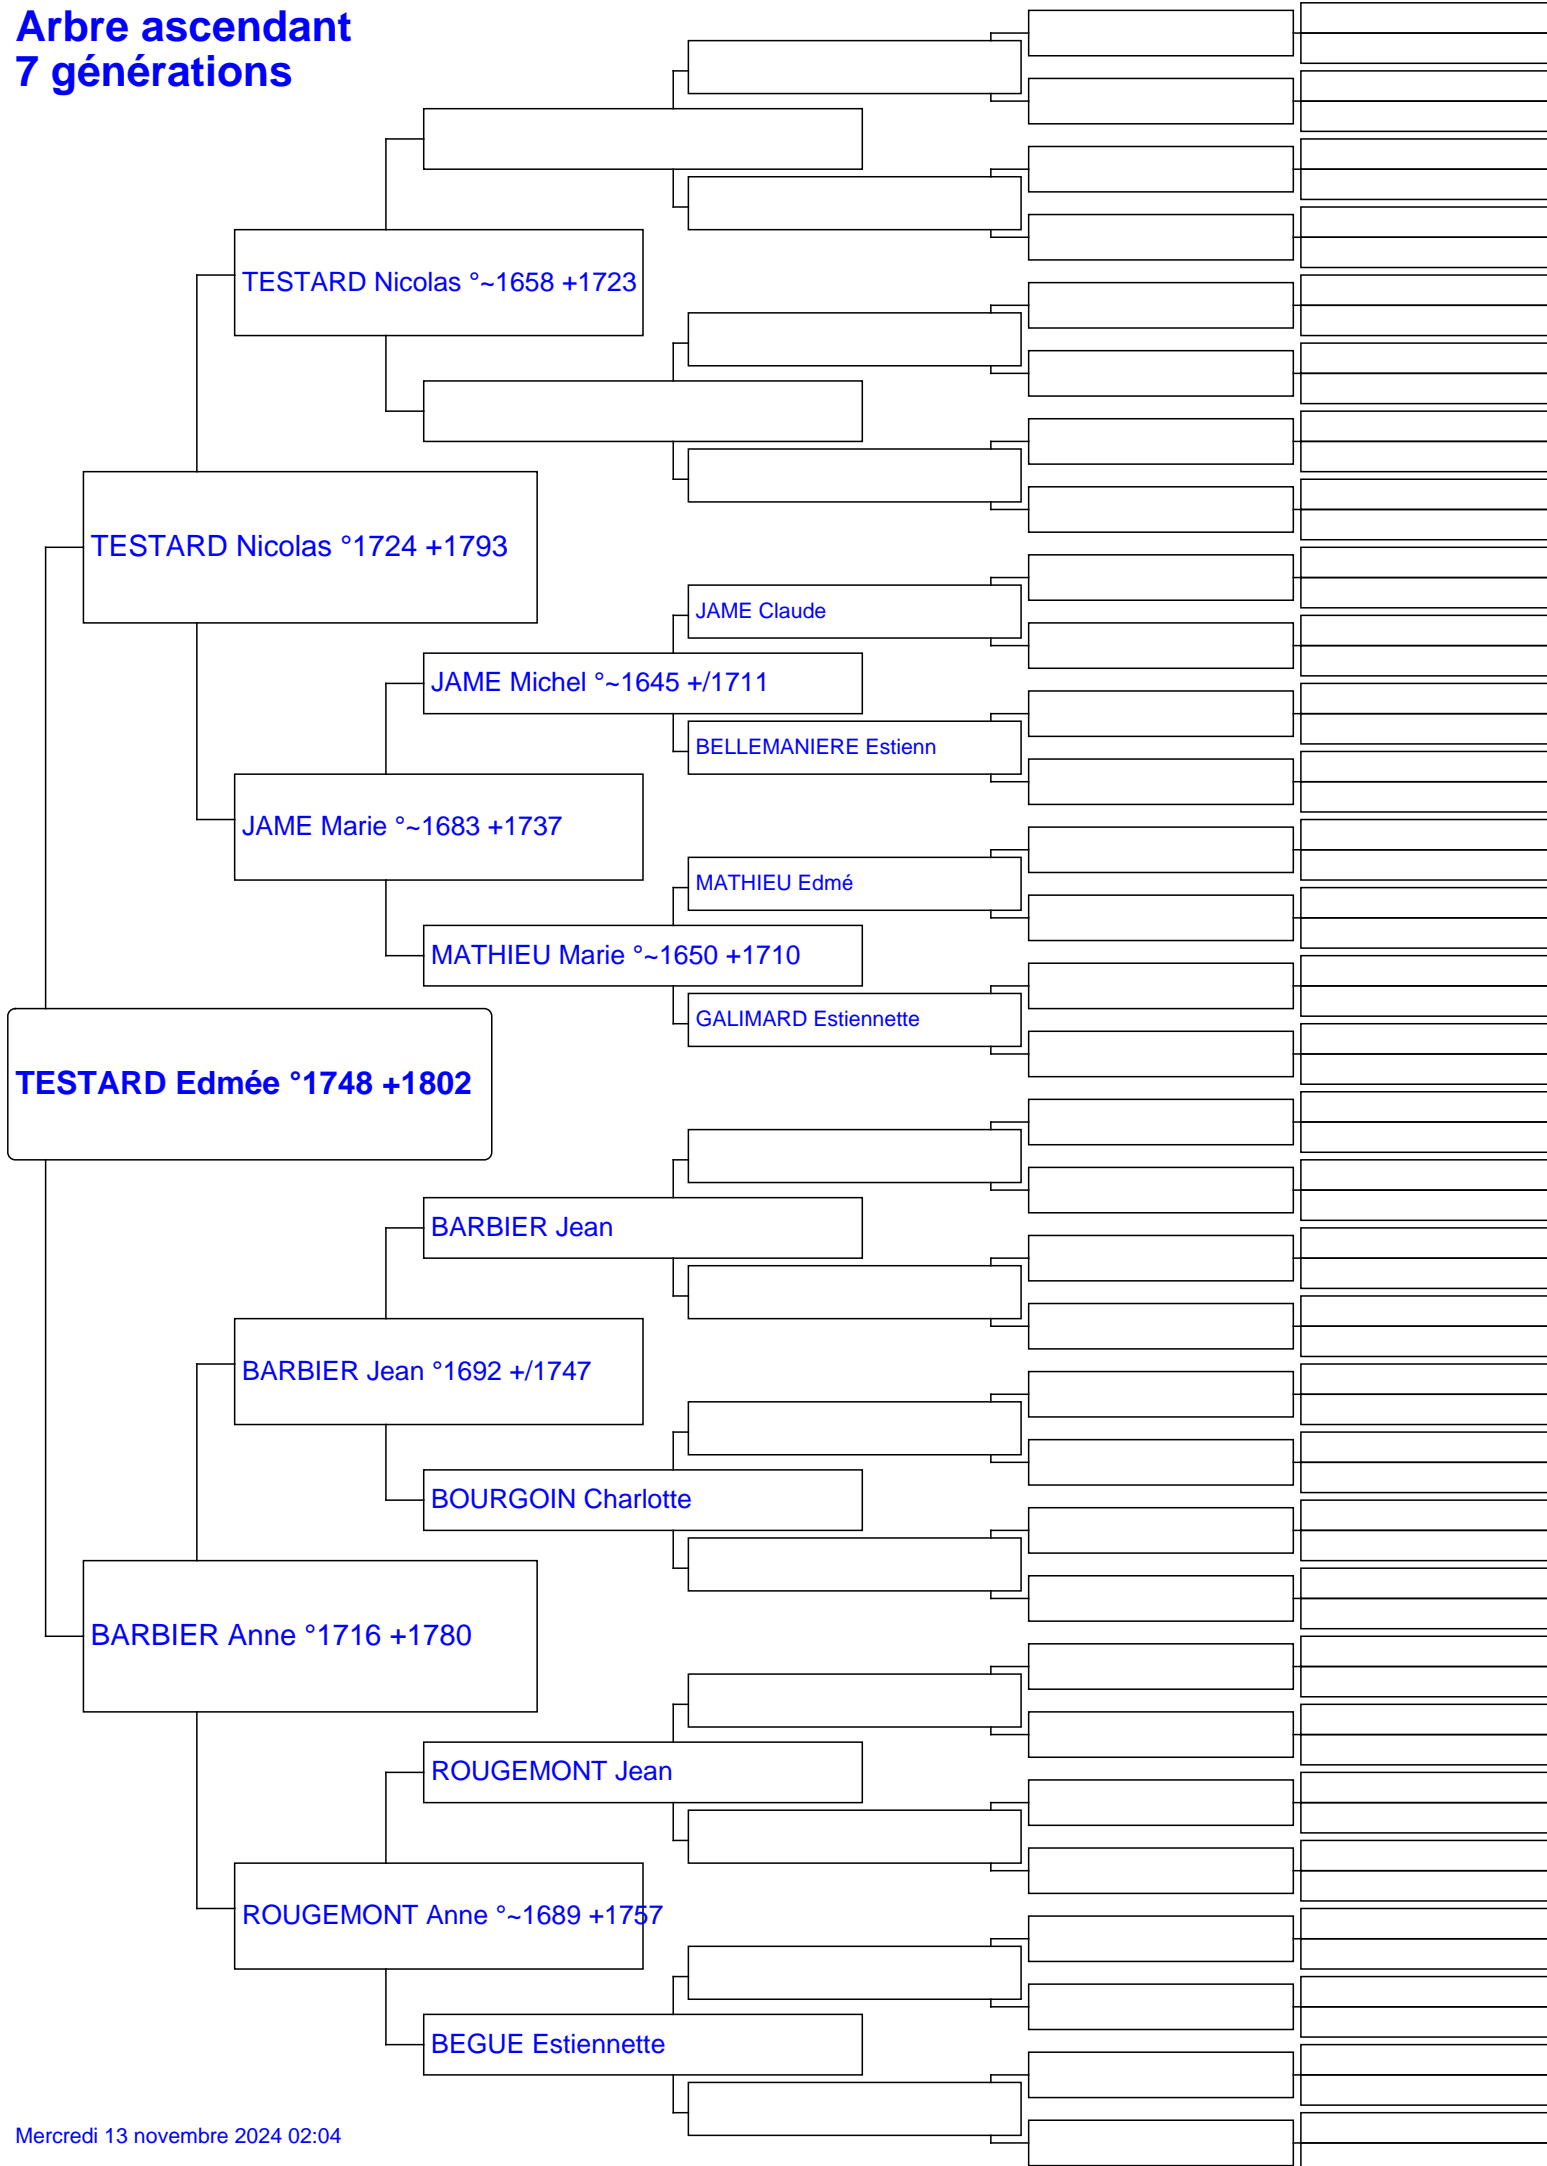 Arbre ascendant
7 générations
TESTARD Nicolas °~1658 +1723
TESTARD Nicolas °1724 +1793
JAME Claude
JAME Michel °~1645 +/1711
BELLEMANIERE Estienn
JAME Marie °~1683 +1737
MATHIEU Edmé
MATHIEU Marie °~1650 +1710
GALIMARD Estiennette
TESTARD Edmée °1748 +1802
BARBIER Jean
BARBIER Jean °1692 +/1747
BOURGOIN Charlotte
BARBIER Anne °1716 +1780
ROUGEMONT Jean
ROUGEMONT Anne °~1689 +1757
BEGUE Estiennette
Mercredi 13 novembre 2024 02:04